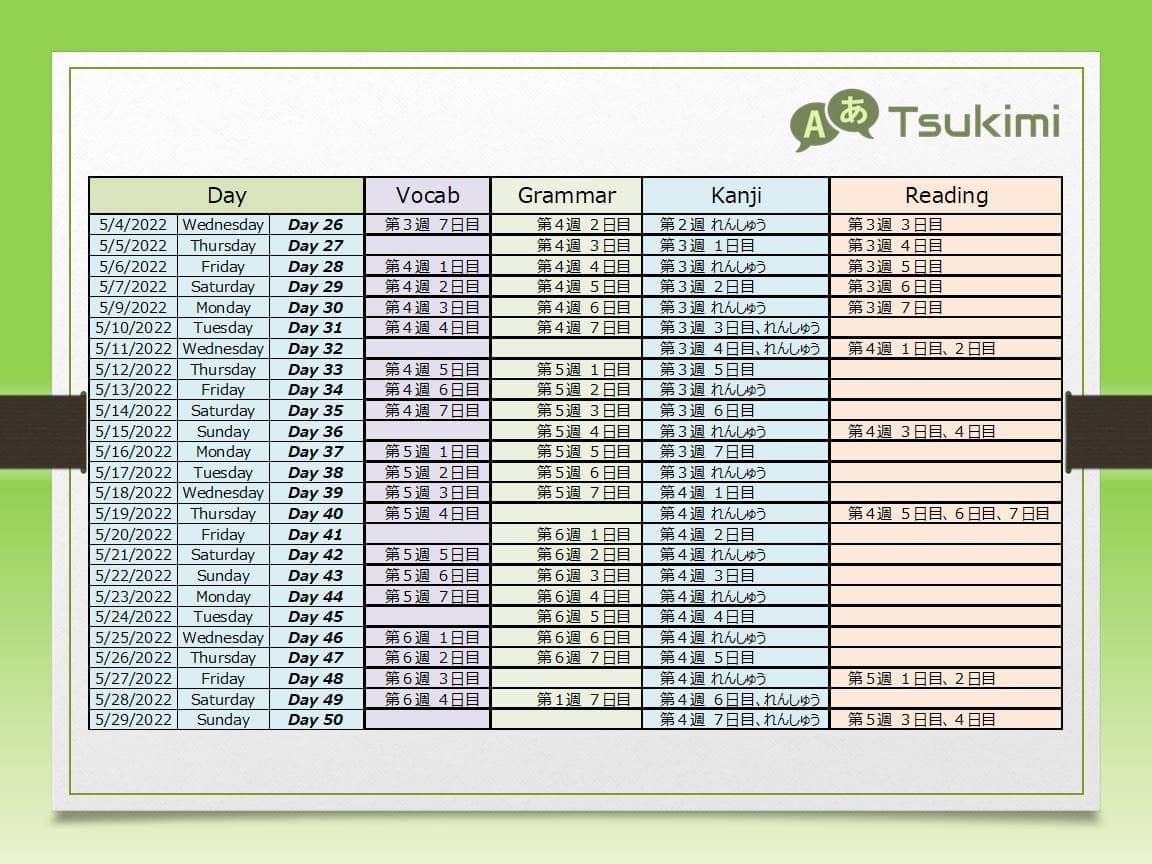 Aあ Tsukimi
Day Vocab Grammar Kanji Reading
5/4/2022 Wednesday Day 26 第3週 7日目 第4週 2日目 第2週 れんしゅう 第3週 3日目
5/5/2022 Thursday Day 27 第4週 3日目 第3週 1日目 第3週 4日目
5/6/2022 Friday Day 28 第4週 1日目 第4週 4日目 第3週 れんしゅう 第3週 5日目
5/7/2022 Saturday Day 29 第4週 2日目 第4週 5日目 第3週 2日目 第3週 6日目
5/9/2022 Monday Day 30 第4週 3日目 第4週 6日目 第3週 れんしゅう 第3週 7日目
5/10/2022 Tuesday Day 31 第4週 4日目 第4週 7日目 第3週 3日目、れんしゅう
5/11/2022 Wednesday Day 32 第3週 4日目、れんしゅう 第4週 1日目、2日目
5/12/2022 Thursday Day 33 第4週 5日目 第5週 1日目 第3週 5日目
5/13/2022 Friday Day 34 第4週 6日目 第5週 2日目 第3週 れんしゅう
5/14/2022 Saturday Day 35 第4週 7日目 第5週 3日目 第3週 6日目
5/15/2022 Sunday Day 36 第5週 4日目 第3週 れんしゅう 第4週 3日目、4日目
5/16/2022 Monday Day 37 第5週 1日目 第5週 5日目 第3週 7日目
5/17/2022 Tuesday Day 38 第5週 2日目 第5週 6日目 第3週 れんしゅう
5/18/2022 Wednesday Day 39 第5週 3日目 第5週 7日目 第4週 1日目
5/19/2022 Thursday Day 40 第5週 4日目 第4週 れんしゅう 第4週 5日目、6日目、7日目
5/20/2022 Friday Day 41 第6週 1日目 第4週 2日目
5/21/2022 Saturday Day 42 第5週 5日目 第6週 2日目 第4週 れんしゅう
5/22/2022 Sunday Day 43 第5週 6日目 第6週 3日目 第4週 3日目
5/23/2022 Monday Day 44 第5週 7日目 第6週 4日目 第4週 れんしゅう
5/24/2022 Tuesday Day 45 第6週 5日目 第4週 4日目
5/25/2022 Wednesday Day 46 第6週 1日目 第6週 6日目 第4週 れんしゅう
5/26/2022 Thursday Day 47 第6週 2日目 第6週 7日目 第4週 5日目
5/27/2022 Friday Day 48 第6週 3日目 第4週 れんしゅう 第5週 1日目、2日目
5/28/2022 Saturday Day 49 第6週 4日目 第1週 7日目 第4週 6日目、れんしゅう
5/29/2022 Sunday Day 50 第4週 7日目、れんしゅう 第5週 3日目、4日目